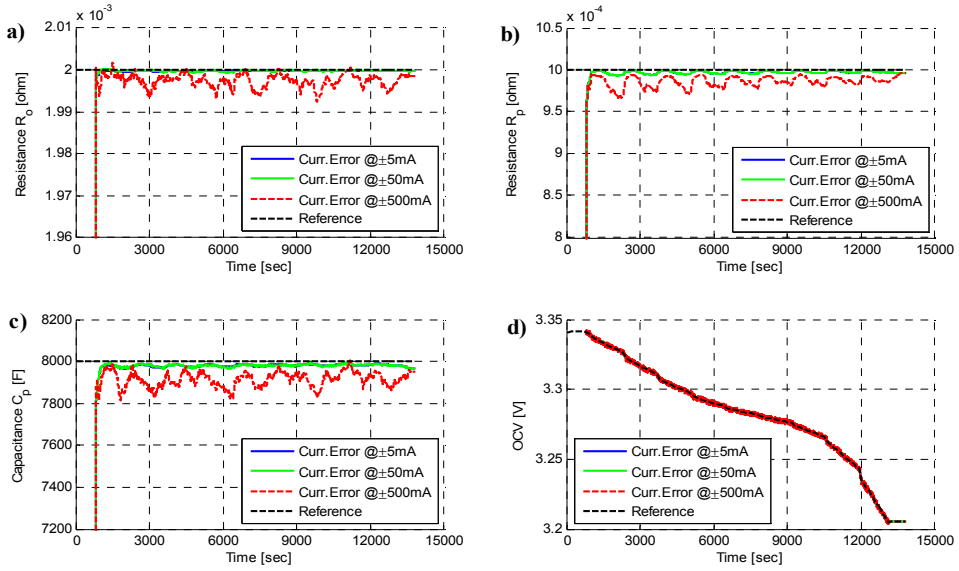 a)
x 10⁻³
2.01
2
1.99
1.98
1.97
1.96
Resistance Rₒ [ohm]
Curr.Error @±5mA
Curr.Error @±50mA
Curr.Error @±500mA
Reference
0 3000 6000 9000 12000 15000
Time [sec]
b)
x 10⁻⁴
10.5
10
9.5
9
8.5
8
Resistance Rₚ [ohm]
Curr.Error @±5mA
Curr.Error @±50mA
Curr.Error @±500mA
Reference
0 3000 6000 9000 12000 15000
Time [sec]
c)
8200
8000
7800
7600
7400
7200
Capacitance Cₚ [F]
Curr.Error @±5mA
Curr.Error @±50mA
Curr.Error @±500mA
Reference
0 3000 6000 9000 12000 15000
Time [sec]
d)
3.35
3.3
3.25
3.2
OCV [V]
Curr.Error @±5mA
Curr.Error @±50mA
Curr.Error @±500mA
Reference
0 3000 6000 9000 12000 15000
Time [sec]